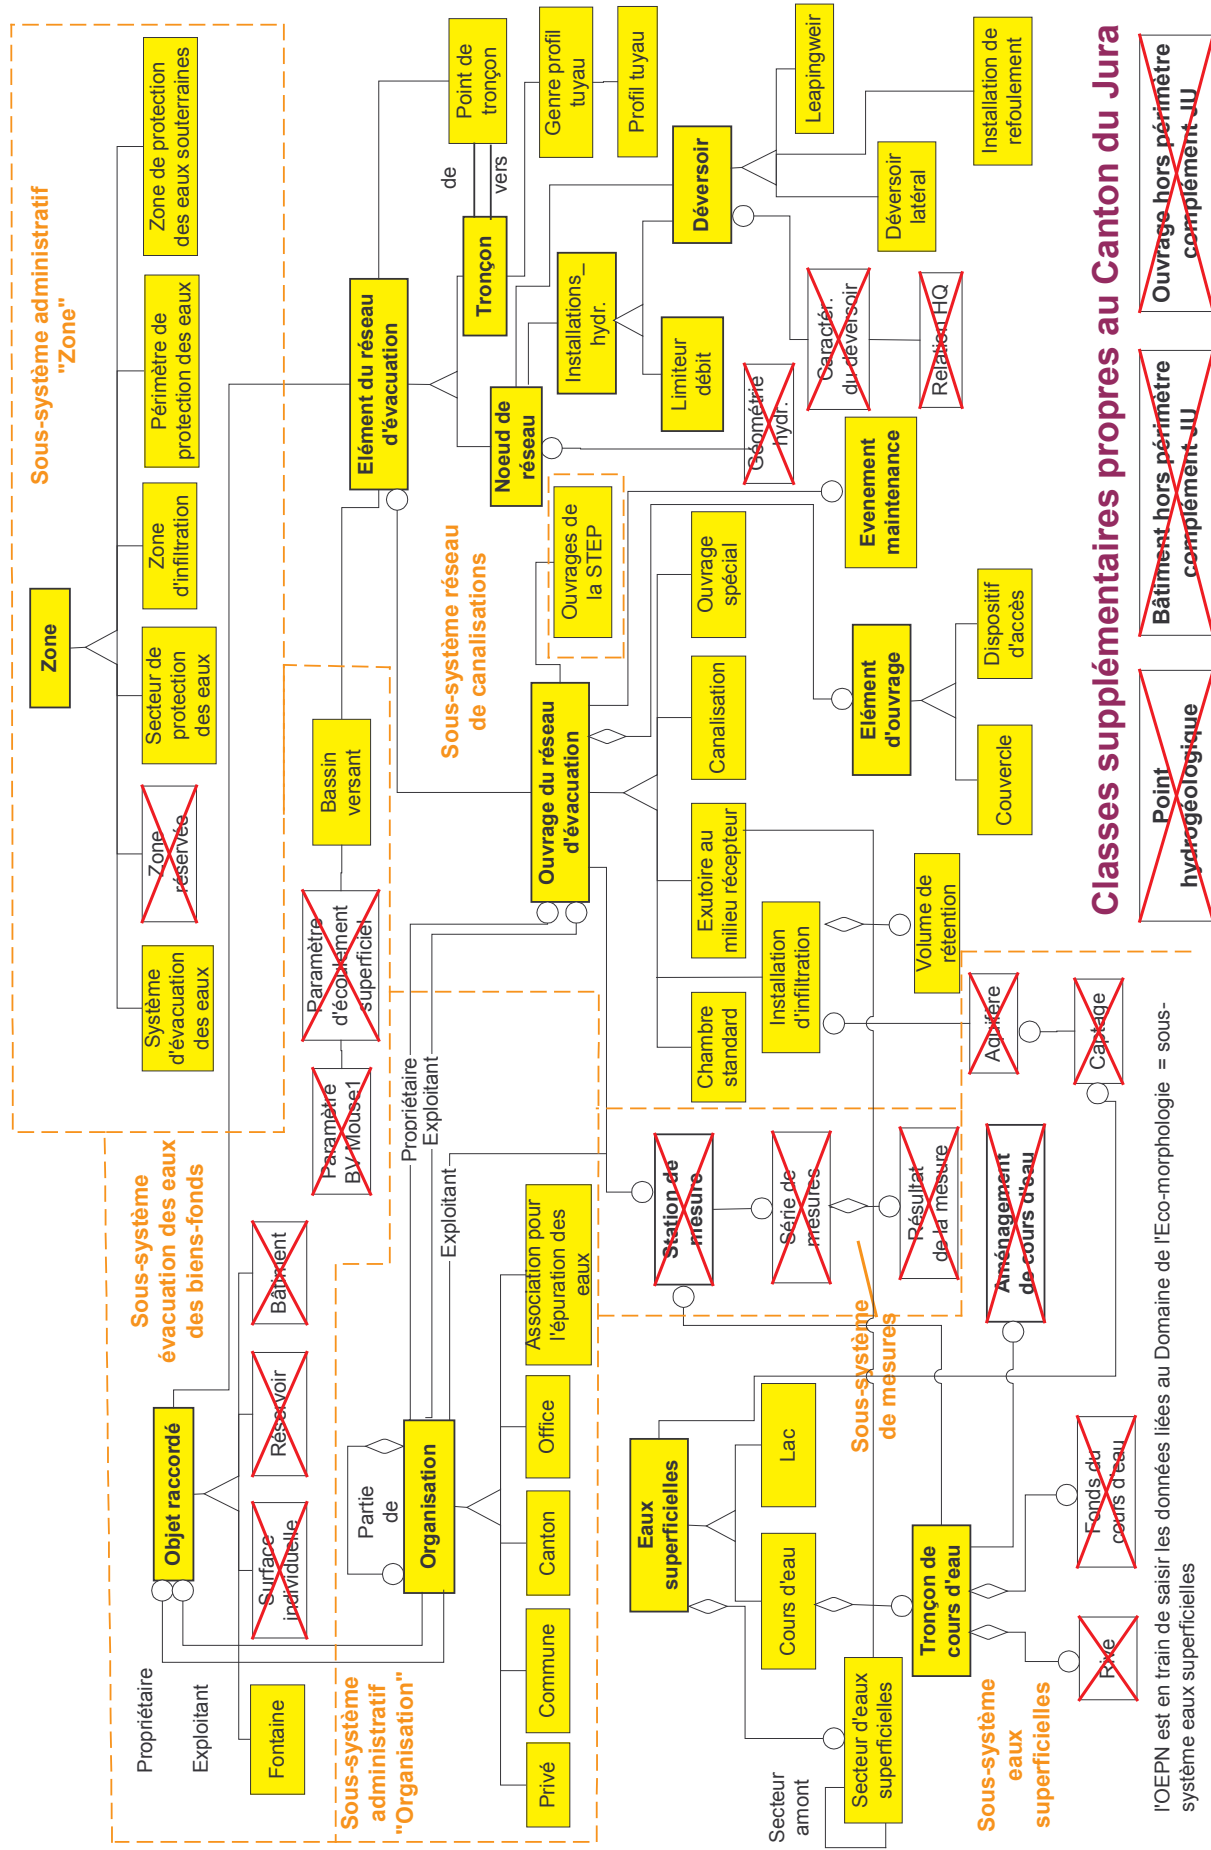 Sous-système administratif
"Zone"
Zone
Système
d'évacuation
des eaux
Zone
réservée
Secteur de
protection
des eaux
Zone
d'infiltration
Périmètre de
protection des eaux
Zone de protection
des eaux souterraines
Sous-système
évacuation des eaux
des biens-fonds
Propriétaire
Exploitant
Objet raccordé
Fontaine
Surface
individuelle
Réservoir
Bâtiment
Paramètre
BV Mouse1
Paramètre
d'écoulement
superficiel
Bassin
versant
Sous-système
administratif
"Organisation"
Partie
de
Organisation
Propriétaire
Exploitant
Exploitant
Privé
Commune
Canton
Office
Association pour
l'épuration des
eaux
Sous-système réseau
de canalisations
Elément du réseau
d'évacuation
Point de
tronçon
de
vers
Tronçon
Noeud de
réseau
Genre profil
tuyau
Profil tuyau
Installations_
hydr.
Ouvrages de
la STEP
Ouvrage du réseau
d'évacuation
Limiteur
débit
Déversoir
Leapingweir
Déversoir
latéral
Installation de
refoulement
Géométrie
hydr.
Caractér.
du déversoir
Relation HQ
Chambre
standard
Exutoire au
milieu récepteur
Canalisation
Ouvrage
spécial
Installation
d'infiltration
Evenement
maintenance
Volume de
rétention
Elément
d'ouvrage
Couvercle
Dispositif
d'accès
Station de
mesure
Série de
mesures
Résultat
de la mesure
Sous-système
de mesures
Aquifère
Captage
Aménagement
de cours d'eau
Eaux
superficielles
Cours d'eau
Lac
Secteur
amont
Secteur d'eaux
superficielles
Tronçon de
cours d'eau
Rive
Fonds du
cours d'eau
Sous-système
eaux
superficielles
Classes supplémentaires propres au Canton du Jura
Point
hydrogéologique
Bâtiment hors périmètre
complément JU
Ouvrage hors périmètre
complément JU
l'OEPN est en train de saisir les données liées au Domaine de l'Eco-morphologie = sous-
système eaux superficielles